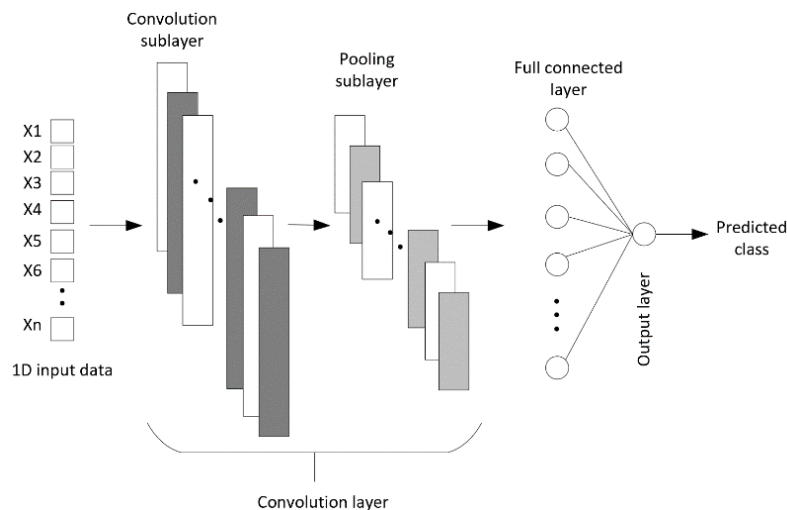 Convolution
sublayer
Pooling
sublayer
Full connected
layer
X1
X2
X3
X4
X5
X6
Xn
1D input data
Output layer
Predicted
class
Convolution layer